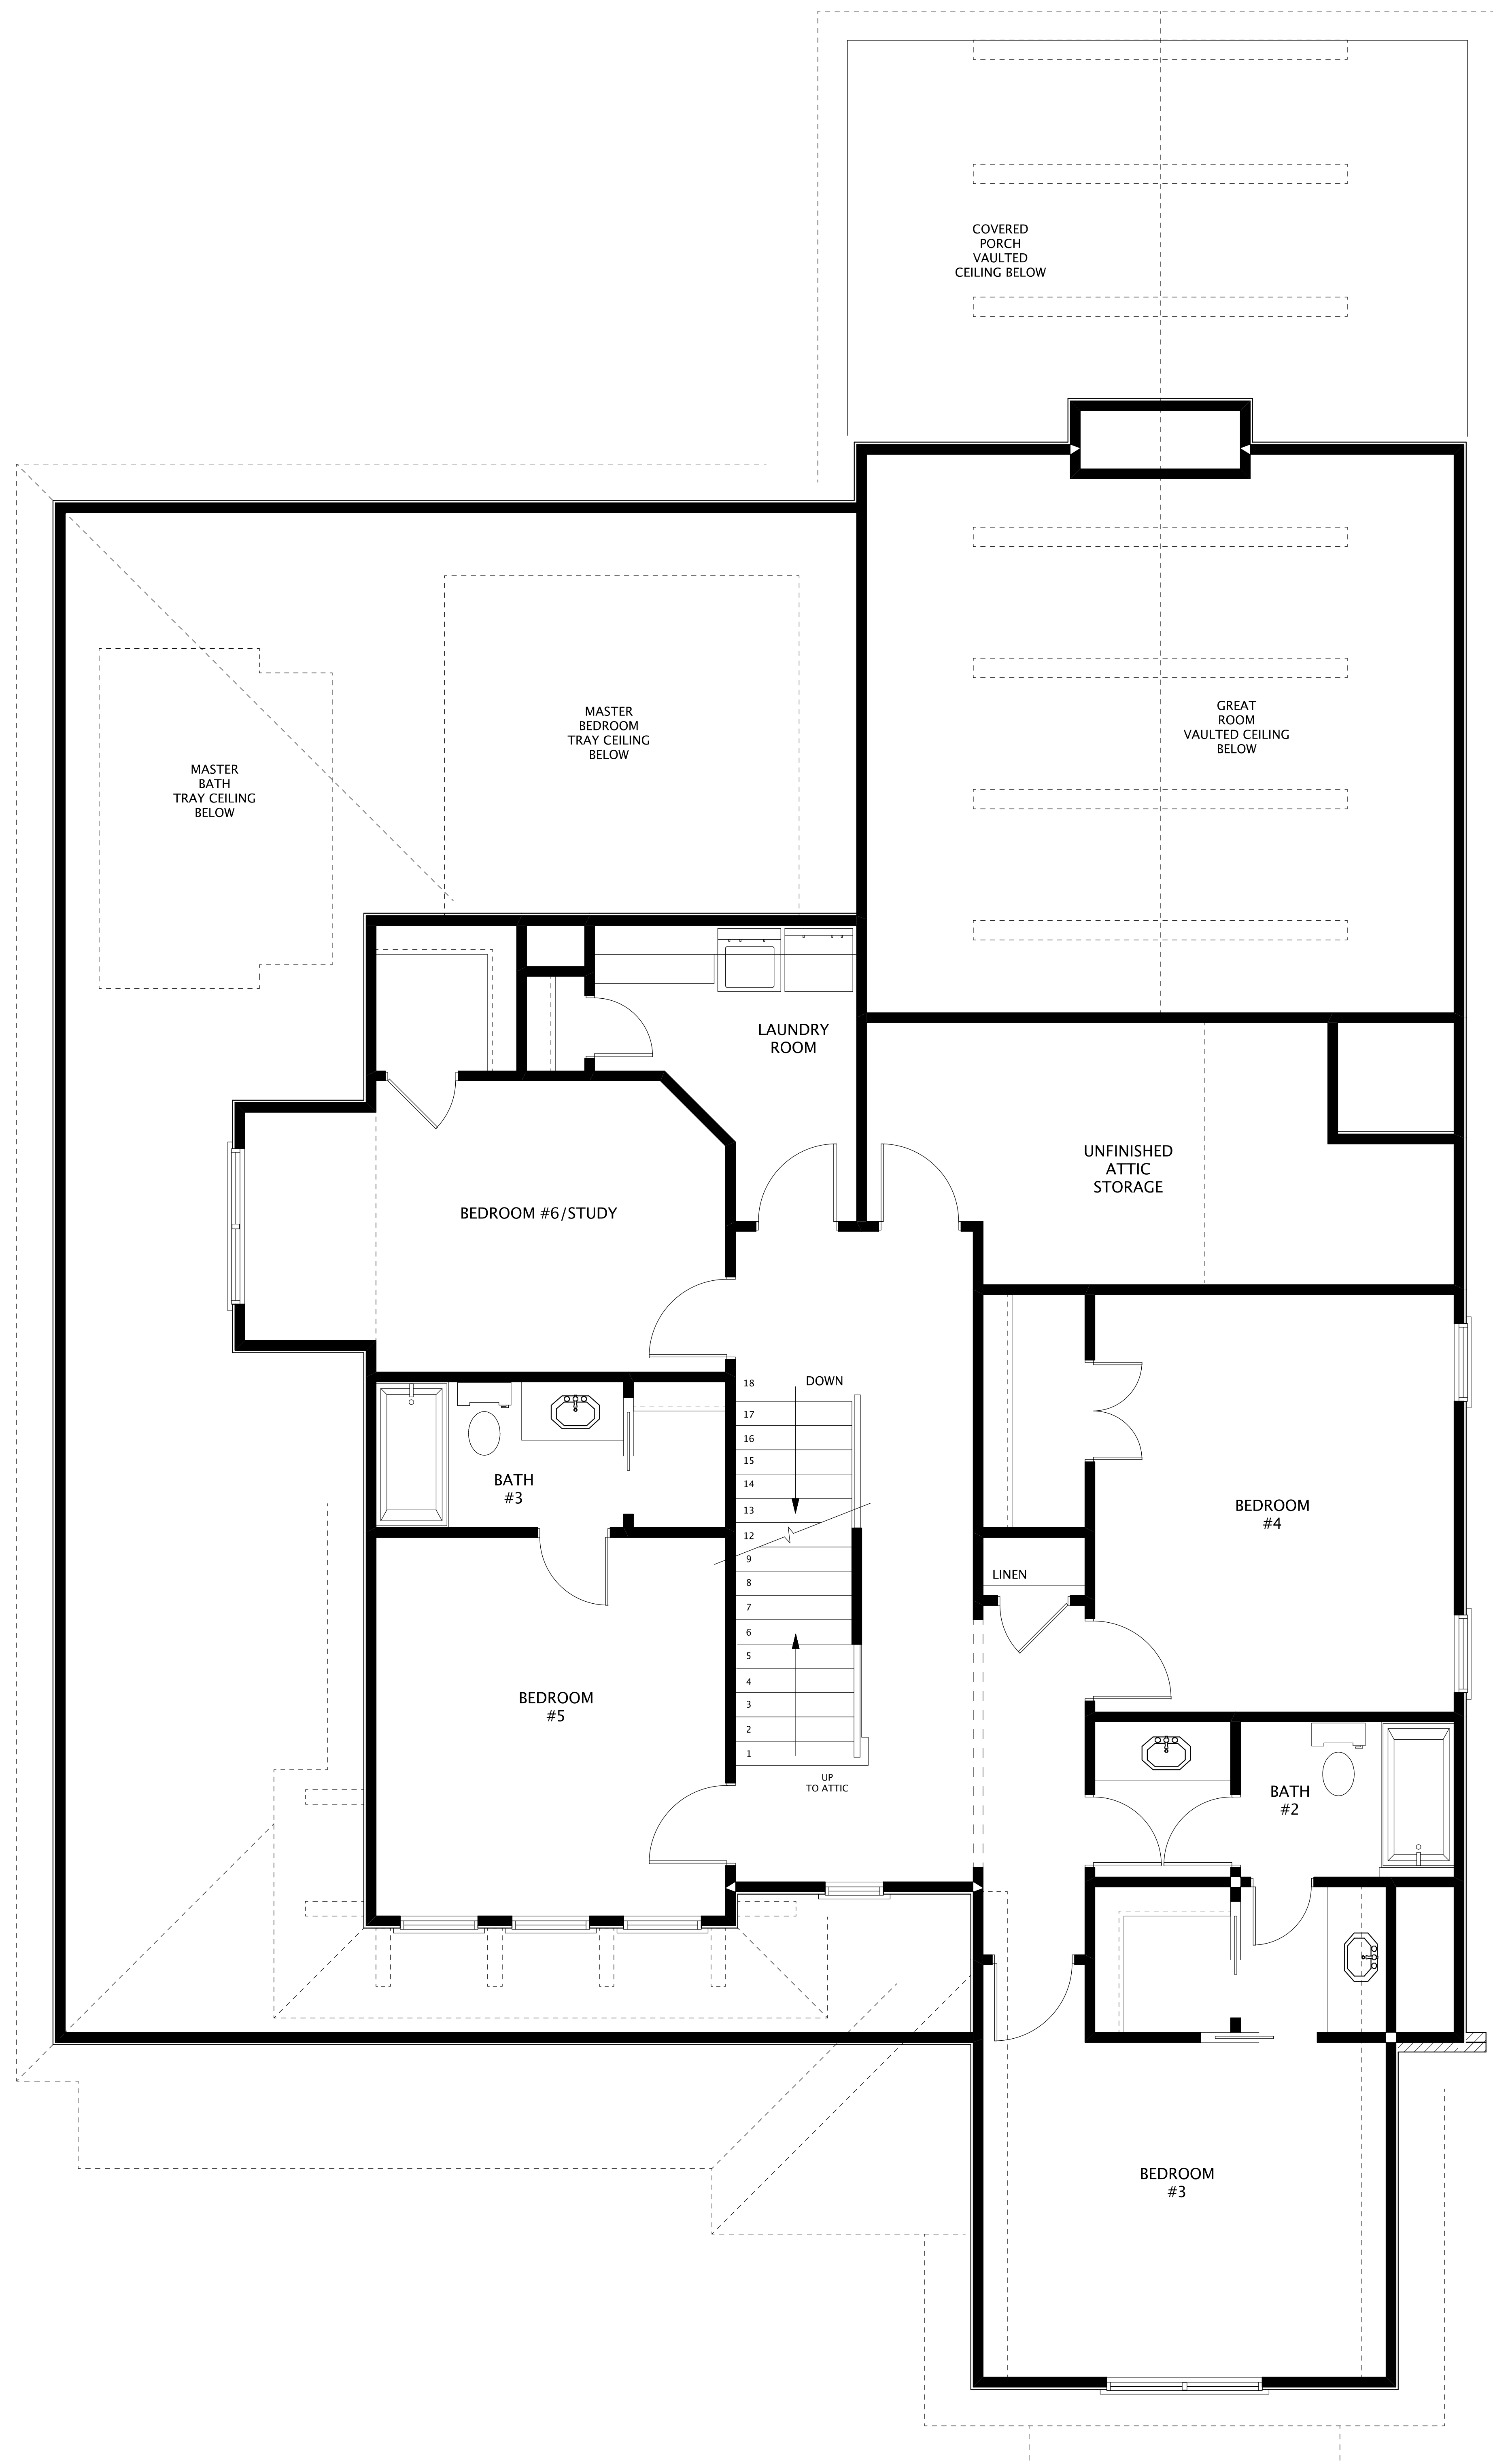 COVERED
PORCH
VAULTED
CEILING BELOW
MASTER
BEDROOM
TRAY CEILING
BELOW
GREAT
ROOM
VAULTED CEILING
BELOW
MASTER
BATH
TRAY CEILING
BELOW
LAUNDRY
ROOM
UNFINISHED
ATTIC
STORAGE
BEDROOM #6/STUDY
18
DOWN
17
16
15
14
13
12
9
8
7
6
5
4
3
2
1
UP
TO ATTIC
BATH
#3
BEDROOM
#4
LINEN
BEDROOM
#5
BATH
#2
BEDROOM
#3